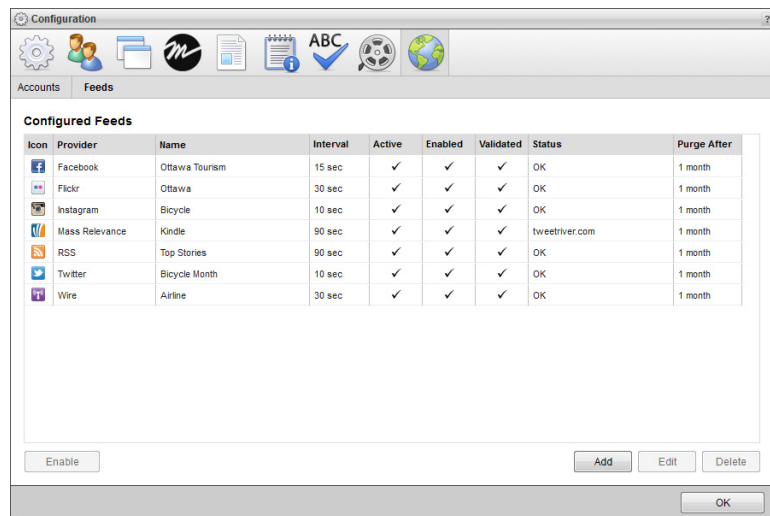 Configuration ?
ABC
Accounts Feeds
Configured Feeds
Icon Provider Name Interval Active Enabled Validated Status Purge After
Facebook Ottawa Tourism 15 sec ✓ ✓ ✓ OK 1 month
Flickr Ottawa 30 sec ✓ ✓ ✓ OK 1 month
Instagram Bicycle 10 sec ✓ ✓ ✓ OK 1 month
Mass Relevance Kindle 90 sec ✓ ✓ ✓ tweetriver.com 1 month
RSS Top Stories 90 sec ✓ ✓ ✓ OK 1 month
Twitter Bicycle Month 10 sec ✓ ✓ ✓ OK 1 month
Wire Airline 30 sec ✓ ✓ ✓ OK 1 month
Enable Add Edit Delete
OK